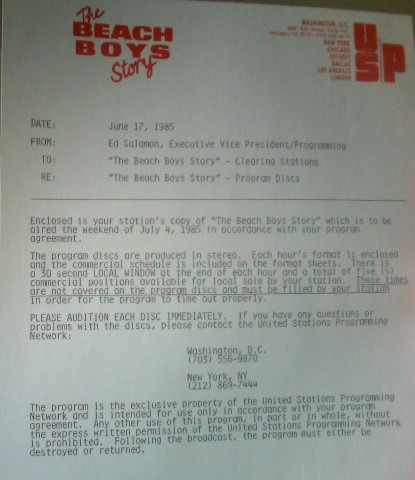 The
BEACH
BOYS
Story
WASHINGTON, D.C.
NEW YORK
CHICAGO
DETROIT
DALLAS
LOS ANGELES
LONDON
USP
DATE: June 17, 1985
FROM: Ed Salamon, Executive Vice President/Programming
TO: "The Beach Boys Story" - Clearing Stations
RE: "The Beach Boys Story" - Program Discs
Enclosed is your station's copy of "The Beach Boys Story" which is to be
aired the weekend of July 4, 1985 in accordance with your program
agreement.
The program discs are produced in stereo. Each hour's format is enclosed
and the commercial schedule is included on the format sheets. There is
a 30 second LOCAL WINDOW at the end of each hour and a total of five (5)
commercial positions available for local sale by your station. These times
are not covered on the program discs and must be filled by your station
in order for the program to time out properly.
PLEASE AUDITION EACH DISC IMMEDIATELY. If you have any questions or
problems with the discs, please contact the United Stations Programming
Network:
Washington, D.C.
(703) 556-9870
New York, NY
(212) 869-7444
The program is the exclusive property of the United Stations Programming
Network and is intended for use only in accordance with your program
agreement. Any other use of this program, in part or in whole, without
the express written permission of the United Stations Programming Network
is prohibited. Following the broadcast, the program must either be
destroyed or returned.